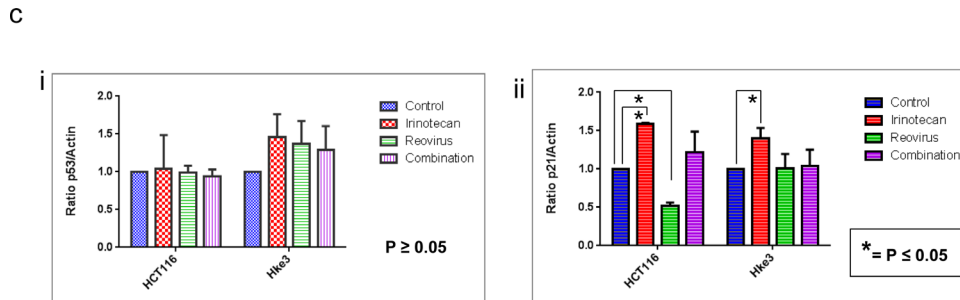 c
i
2.0
1.5
1.0
0.5
0.0
Ratio p53/Actin
HCT116
Hke3
Control
Irinotecan
Reovirus
Combination
P ≥ 0.05
ii
2.0
1.5
1.0
0.5
0.0
Ratio p21/Actin
*
*
*
HCT116
Hke3
Control
Irinotecan
Reovirus
Combination
*= P ≤ 0.05